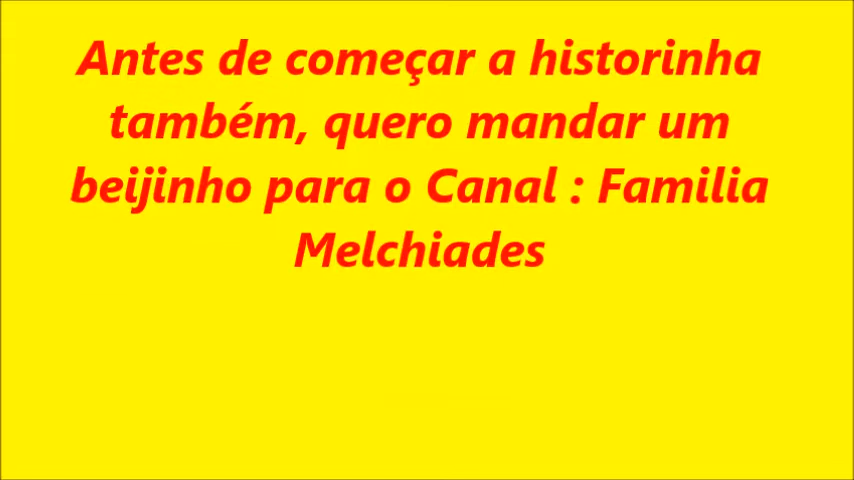 Antes de começar a historinha
também, quero mandar um
beijinho para o Canal : Familia
Melchiades